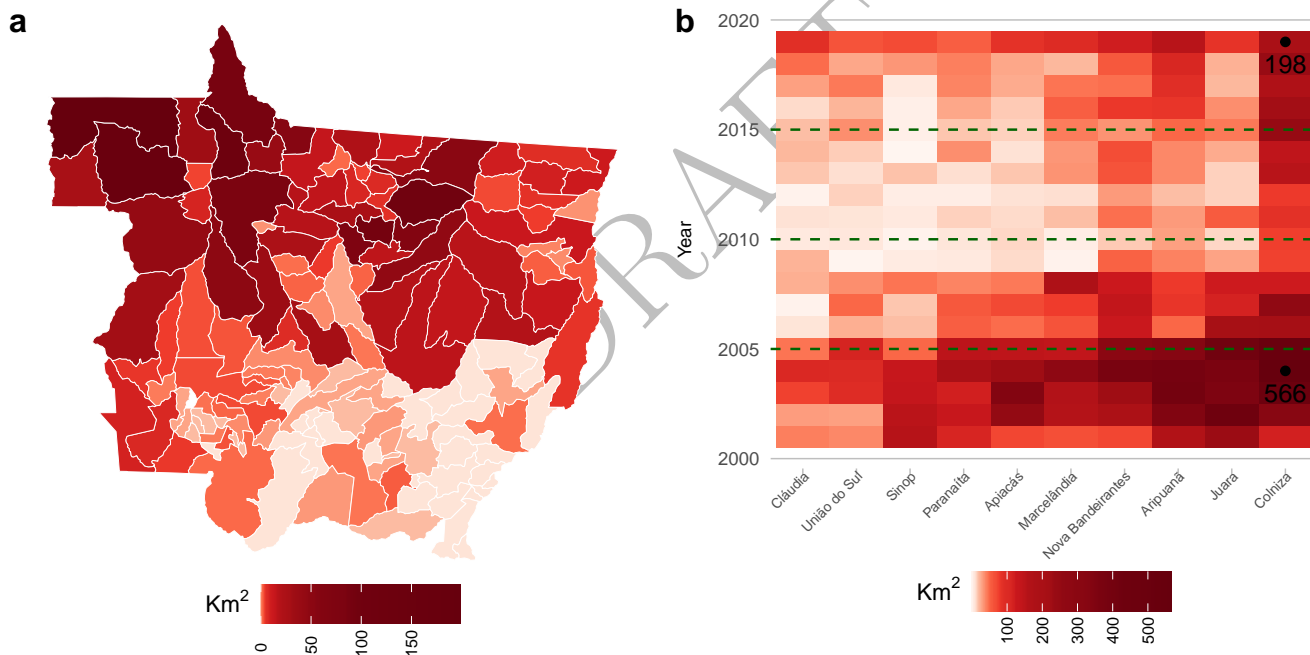 a
Km2
0
50
100
150
DRAFT
b
2020
2015
2010
2005
2000
Year
198
566
Cláudia
União do Sul
Sinop
Paranaíta
Apiacás
Marcelândia
Nova Bandeirantes
Aripuanã
Juara
Colniza
Km2
100
200
300
400
500